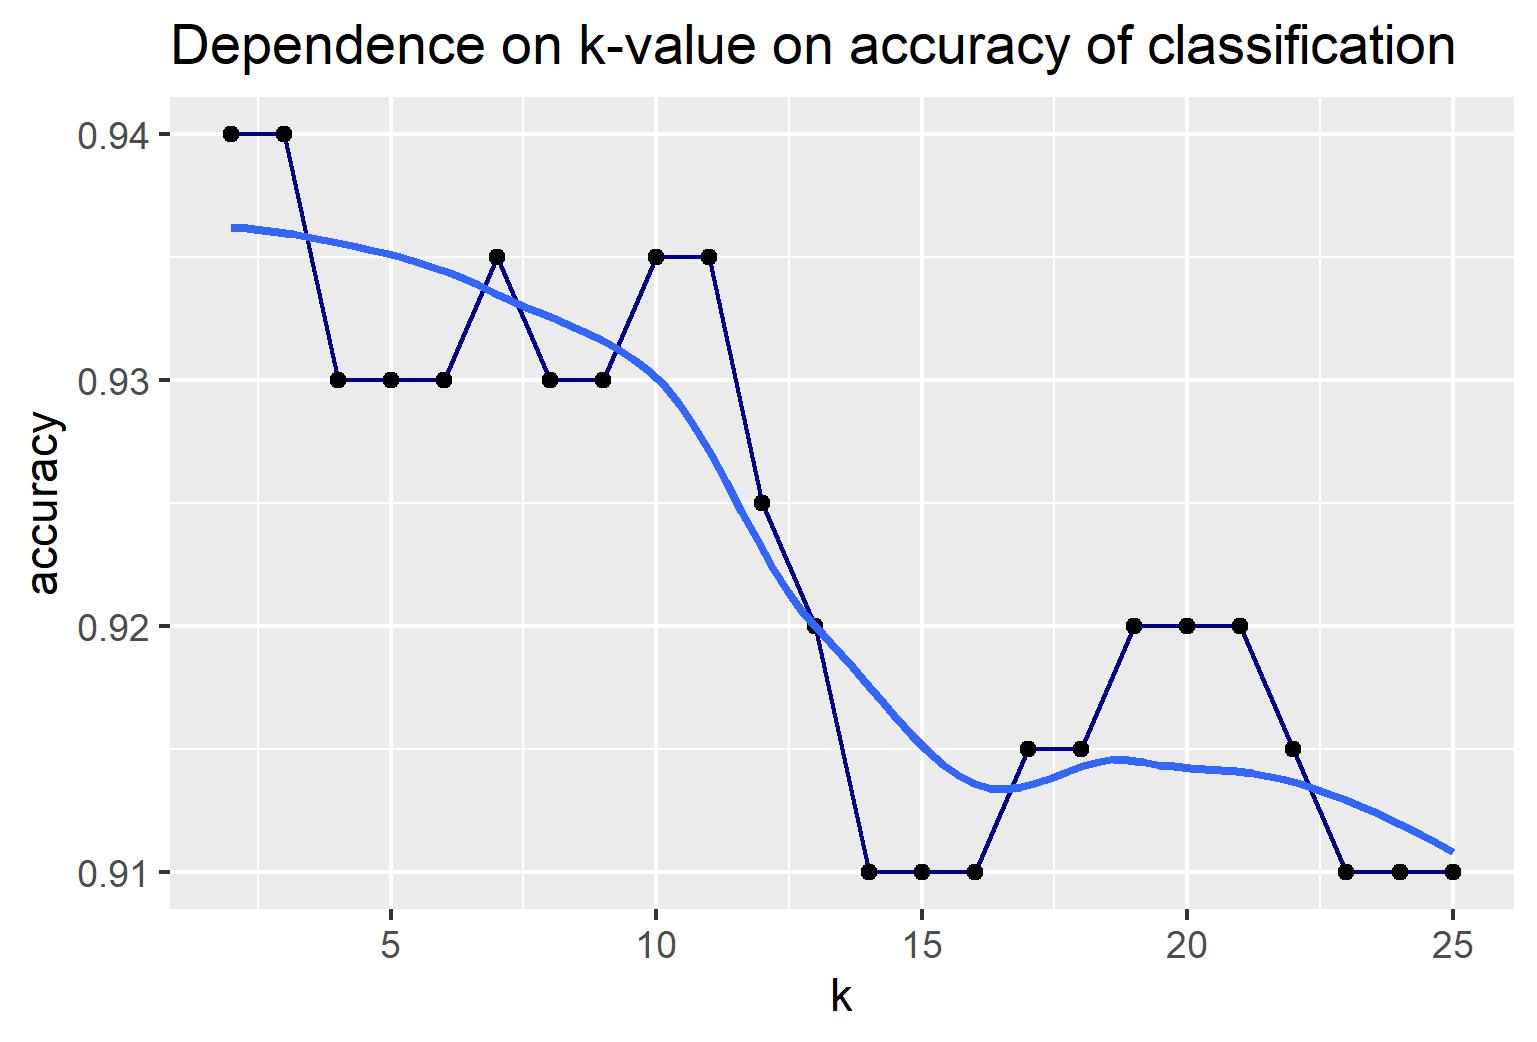 Dependence on k-value on accuracy of classification
0.94
0.93
0.92
0.91
accuracy
5 10 15 20 25
k